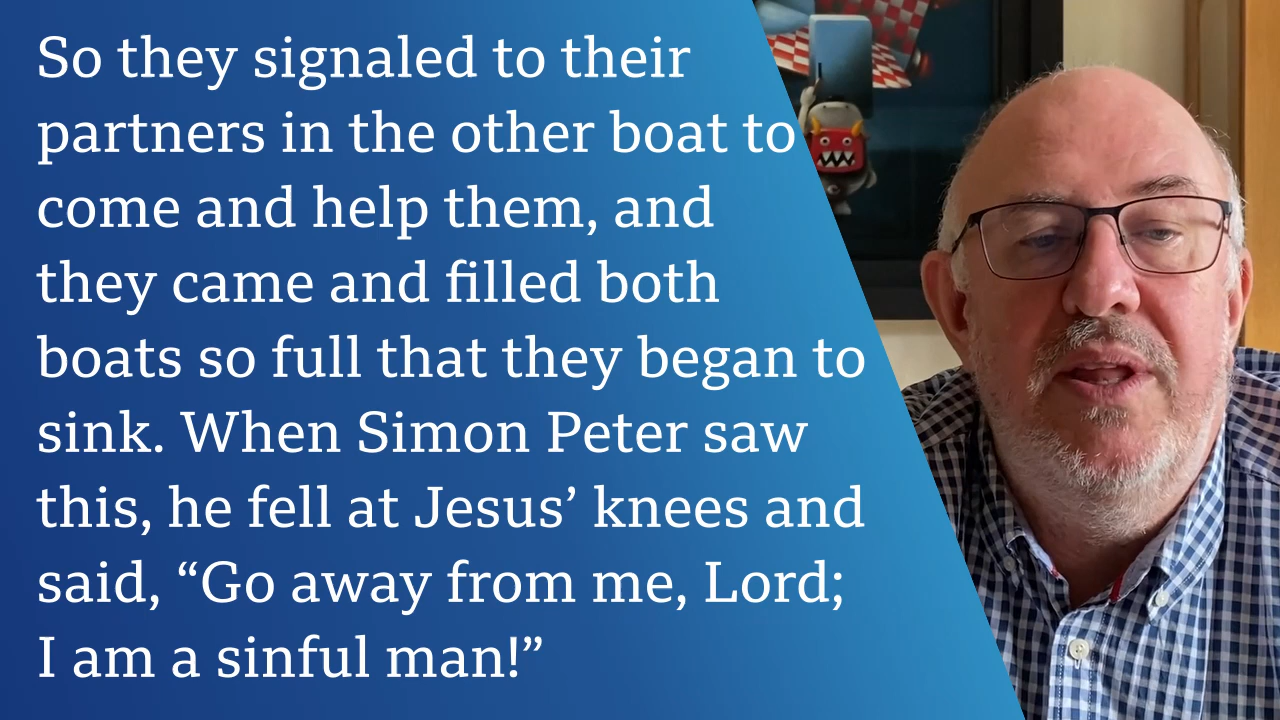 So they signaled to their
partners in the other boat to
come and help them, and
they came and filled both
boats so full that they began to
sink. When Simon Peter saw
this, he fell at Jesus’ knees and
said, “Go away from me, Lord;
I am a sinful man!”